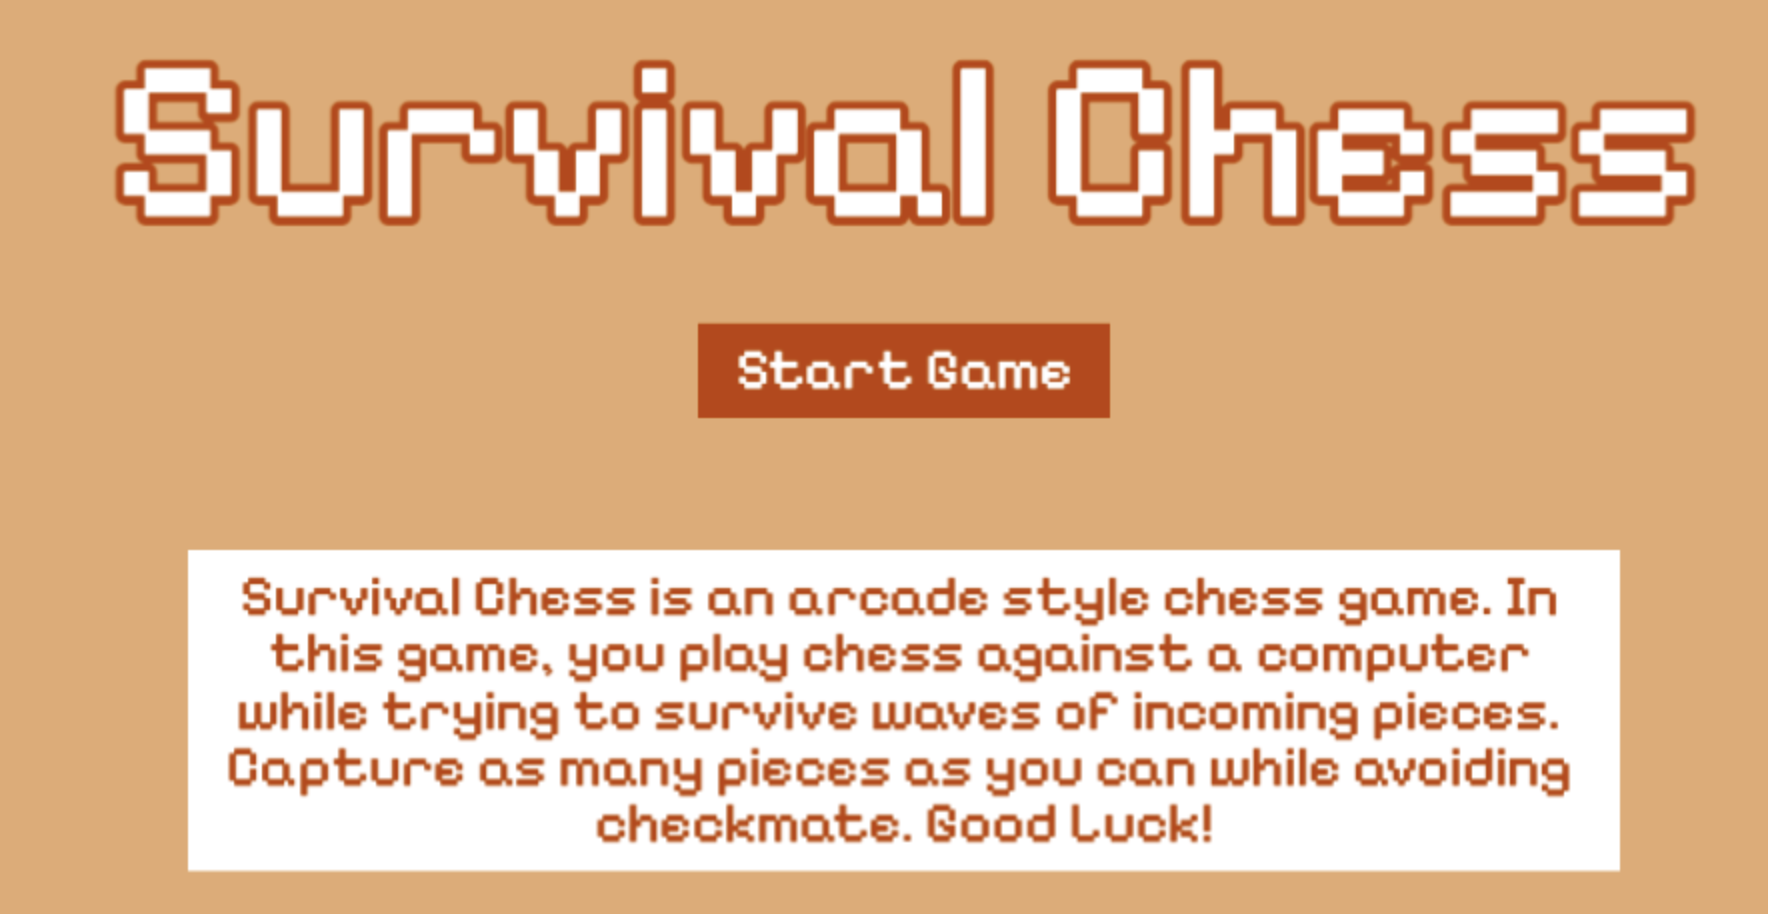 Survival Chess
Start Game
Survival Chess is an arcade style chess game. In
this game, you play chess against a computer
while trying to survive waves of incoming pieces.
Capture as many pieces as you can while avoiding
checkmate. Good Luck!